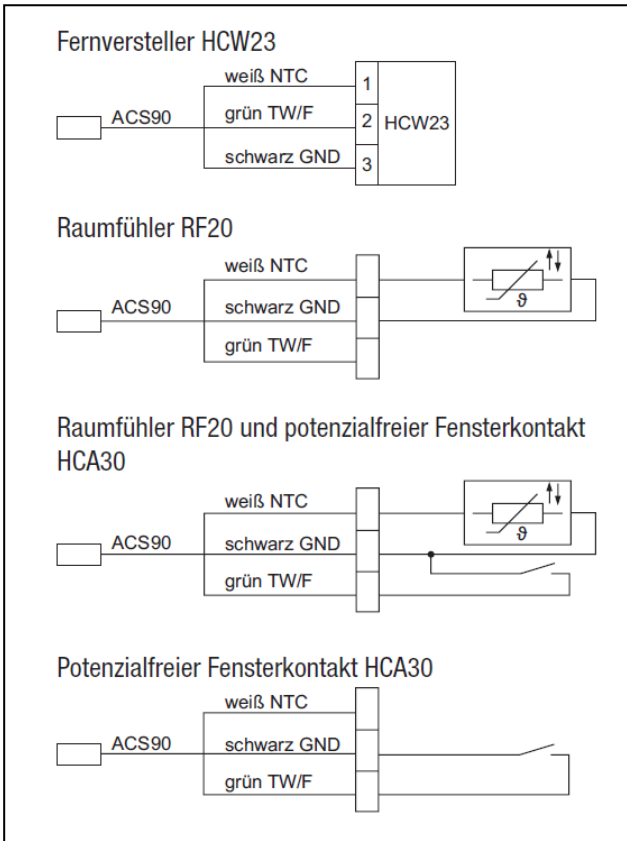 Fernversteller HCW23
weiß NTC
1
ACS90
grün TW/F
2
HCW23
schwarz GND
3
Raumfühler RF20
weiß NTC
ϑ
ACS90
schwarz GND
grün TW/F
Raumfühler RF20 und potenzialfreier Fensterkontakt
HCA30
weiß NTC
ϑ
ACS90
schwarz GND
grün TW/F
Potenzialfreier Fensterkontakt HCA30
weiß NTC
ACS90
schwarz GND
grün TW/F